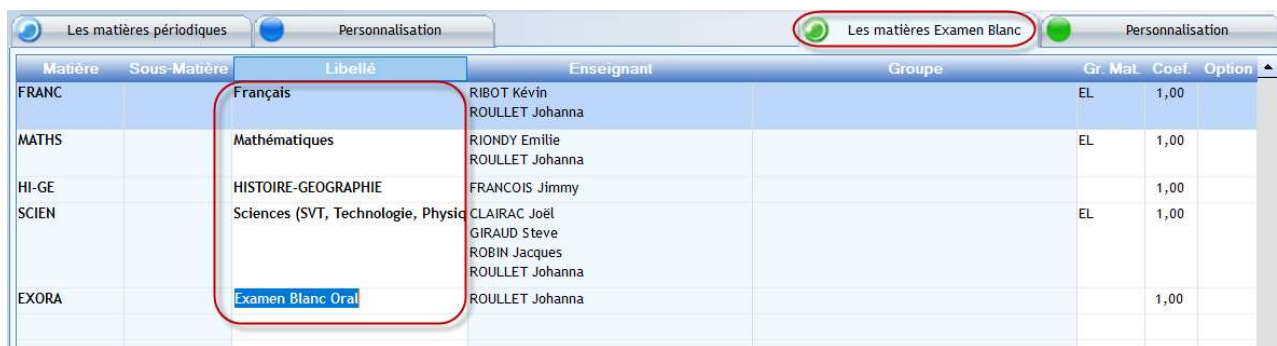 Les matières périodiques Personnalisation Les matières Examen Blanc Personnalisation
Matière Sous-Matière Libellé Enseignant Groupe Gr. Mat. Coef. Option
FRANC Français RIBOT Kévin EL 1,00
ROULLET Johanna
MATHS Mathématiques RIONDY Emilie EL 1,00
ROULLET Johanna
HI-GE HISTOIRE-GEOGRAPHIE FRANCOIS Jimmy 1,00
SCIEN Sciences (SVT, Technologie, Physiq CLAIRAC Joël EL 1,00
GIRAUD Steve
ROBIN Jacques
ROULLET Johanna
EXORA Examen Blanc Oral ROULLET Johanna 1,00